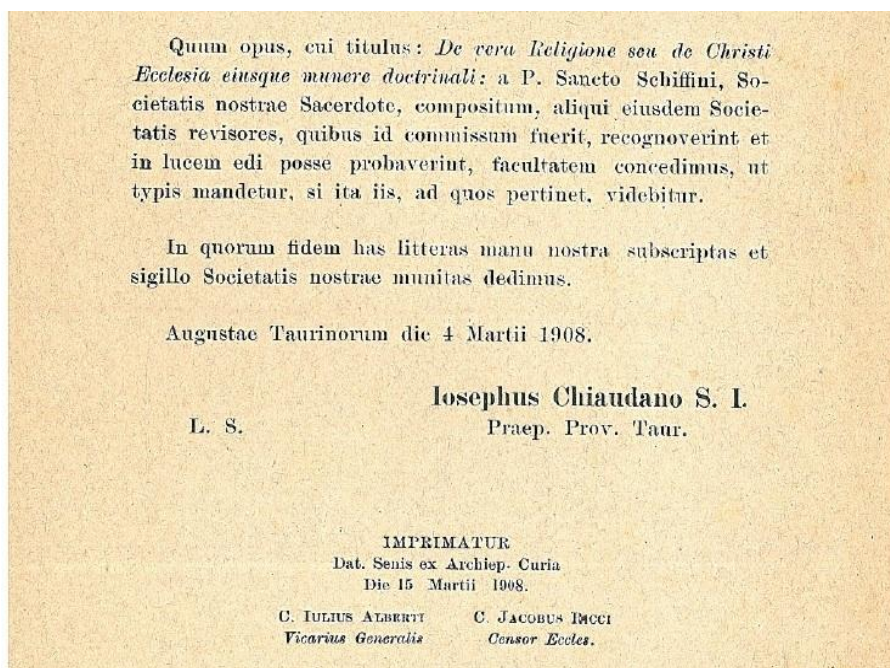 Quum opus, cui titulus: De vera Religione seu de Christi
Ecclesia eiusque munere doctrinali: a P. Sancto Schiffini, So-
cietatis nostrae Sacerdote, compositum, aliqui eiusdem Socie-
tatis revisores, quibus id commissum fuerit, recognoverint et
in lucem edi posse probaverint, facultatem concedimus, ut
typis mandetur, si ita iis, ad quos pertinet, videbitur.
In quorum fidem has litteras manu nostra subscriptas et
sigillo Societatis nostrae munitas dedimus.
Augustae Taurinorum die 4 Martii 1908.
Iosephus Chiaudano S. I.
L. S.
Praep. Prov. Taur.
IMPRIMATUR
Dat. Senis ex Archiep. Curia
Die 15 Martii 1908.
C. IULIUS ALBERTI C. JACOBUS RICCI
Vicarius Generalis Censor Eccles.